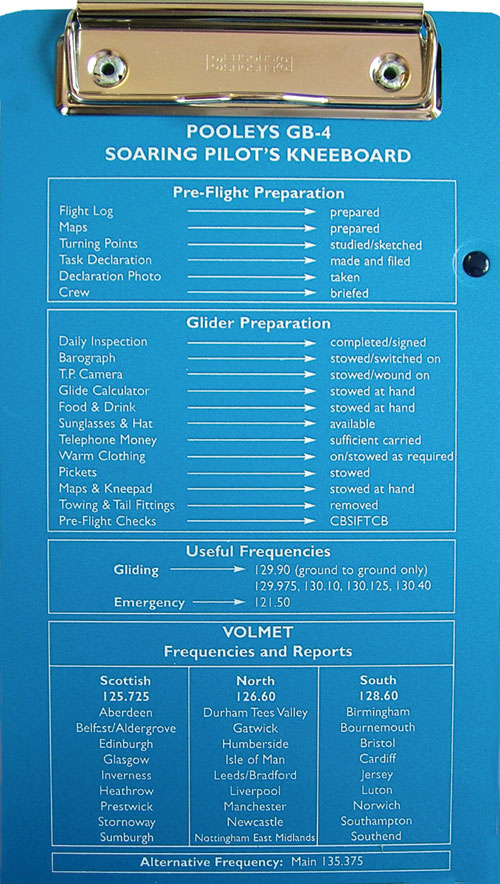 POOLEYS GB-4
SOARING PILOT'S KNEEBOARD
Pre-Flight Preparation
Flight Log prepared
Maps prepared
Turning Points studied/sketched
Task Declaration made and filed
Declaration Photo taken
Crew briefed
Glider Preparation
Daily Inspection completed/signed
Barograph stowed/switched on
T.P. Camera stowed/wound on
Glide Calculator stowed at hand
Food & Drink stowed at hand
Sunglasses & Hat available
Telephone Money sufficient carried
Warm Clothing on/stowed as required
Pickets stowed
Maps & Kneepad stowed at hand
Towing & Tail Fittings removed
Pre-Flight Checks CBSIFTCB
Useful Frequencies
Gliding 129.90 (ground to ground only)
129.975, 130.10, 130.125, 130.40
Emergency 121.50
VOLMET
Frequencies and Reports
Scottish North South
125.725 126.60 128.60
Aberdeen Durham Tees Valley Birmingham
Belfast/Aldergrove Gatwick Bournemouth
Edinburgh Humberside Bristol
Glasgow Isle of Man Cardiff
Inverness Leeds/Bradford Jersey
Heathrow Liverpool Luton
Prestwick Manchester Norwich
Stornoway Newcastle Southampton
Sumburgh Nottingham East Midlands Southend
Alternative Frequency: Main 135.375